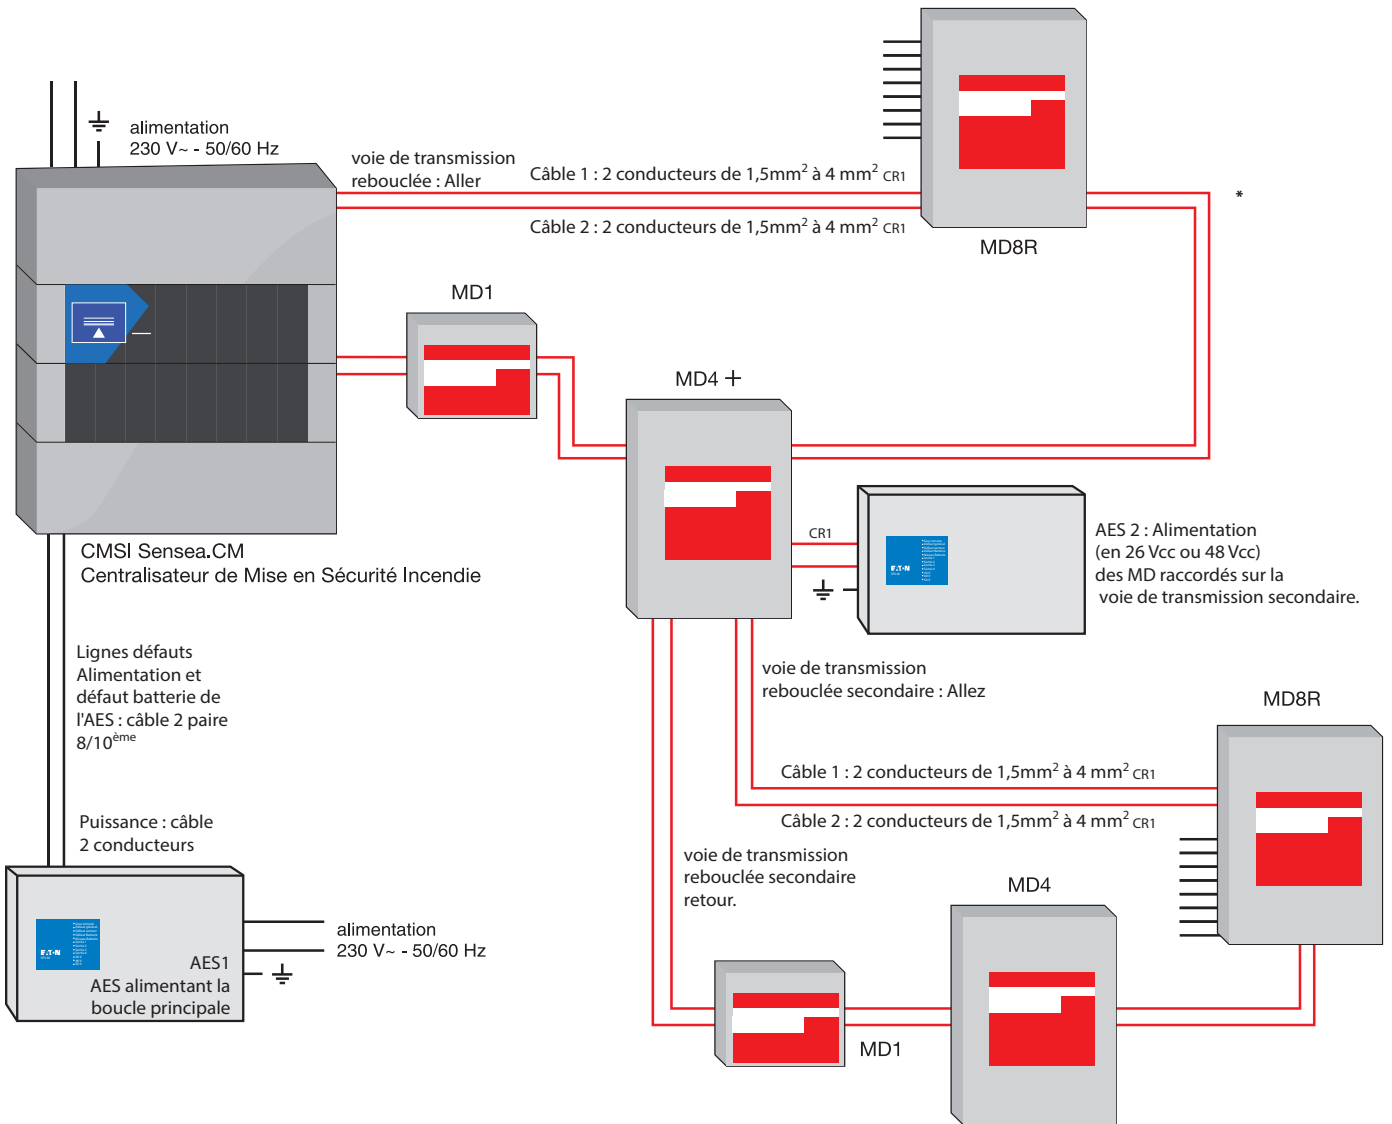 alimentation
230 V~ - 50/60 Hz
voie de transmission
rebouclée : Aller
Câble 1 : 2 conducteurs de 1,5mm² à 4 mm² CR1
Câble 2 : 2 conducteurs de 1,5mm² à 4 mm² CR1
*
MD8R
MD1
MD4 +
CMSI Sensea.CM
Centralisateur de Mise en Sécurité Incendie
CR1
EATON
AES 2 : Alimentation
(en 26 Vcc ou 48 Vcc)
des MD raccordés sur la
voie de transmission secondaire.
Lignes défauts
Alimentation et
défaut batterie de
l'AES : câble 2 paire
8/10ème
voie de transmission
rebouclée secondaire : Allez
MD8R
Câble 1 : 2 conducteurs de 1,5mm² à 4 mm² CR1
Câble 2 : 2 conducteurs de 1,5mm² à 4 mm² CR1
Puissance : câble
2 conducteurs
voie de transmission
rebouclée secondaire
retour.
MD4
EATON
AES1
AES alimentant la
boucle principale
alimentation
230 V~ - 50/60 Hz
MD1